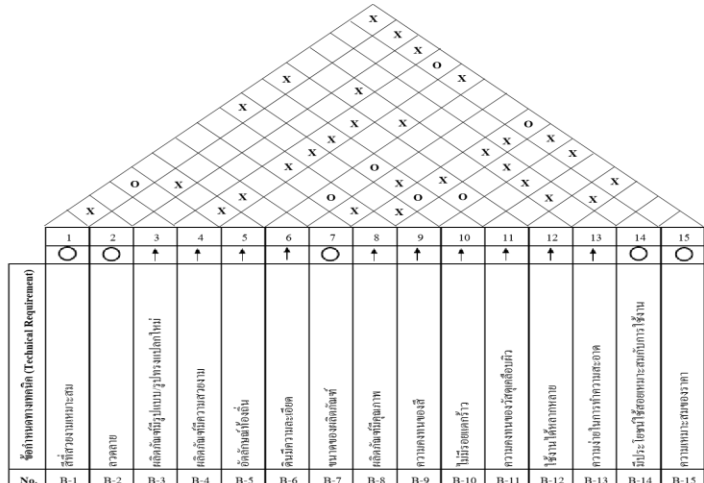 X
X
X
O
X X
X
X
X X X O
X X X
X X X
X O X
O X X X X
X O O O X X
X X X X
1 2 3 4 5 6 7 8 9 10 11 12 13 14 15
○ ○ ↑ ↑ ↑ ↑ ○ ↑ ↑ ↑ ↑ ↑ ↑ ○ ○
ข้อกำหนดทางเทคนิค (Technical Requirement)
สีที่สวยงามเหมาะสม
ลวดลาย
ผลิตภัณฑ์มีรูปแบบ/รูปทรงแปลกใหม่
ผลิตภัณฑ์มีความสวยงาม
อัตลักษณ์ท้องถิ่น
ดินมีความละเอียด
ขนาดของผลิตภัณฑ์
ผลิตภัณฑ์มีคุณภาพ
ความคงทนของสี
ไม่มีรอยแตกร้าว
ความคงทนของวัสดุเคลือบผิว
ใช้งานได้หลากหลาย
ความง่ายในการทำความสะอาด
มีประโยชน์ใช้สอยเหมาะสมกับการใช้งาน
ความเหมาะสมของราคา
No. B-1 B-2 B-3 B-4 B-5 B-6 B-7 B-8 B-9 B-10 B-11 B-12 B-13 B-14 B-15